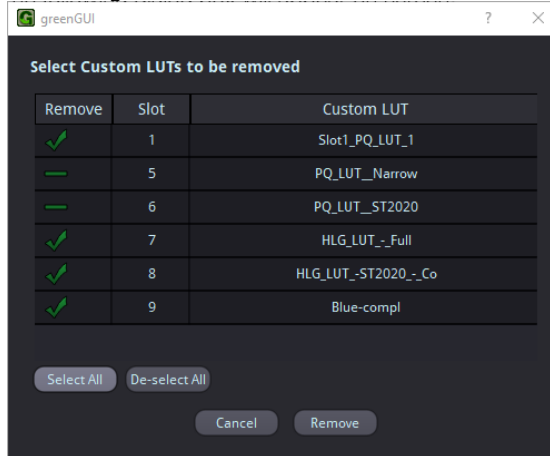 greenGUI ?
Select Custom LUTs to be removed
Remove Slot Custom LUT
1 Slot1_PQ_LUT_1
5 PQ_LUT__Narrow
6 PQ_LUT__ST2020
7 HLG_LUT_-_Full
8 HLG_LUT_-ST2020_-_Co
9 Blue-compl
Select All De-select All
Cancel Remove